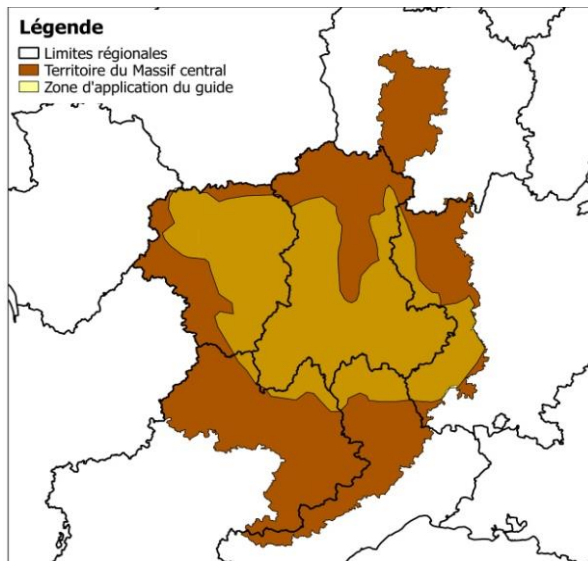 Légende
Limites régionales
Territoire du Massif central
Zone d'application du guide